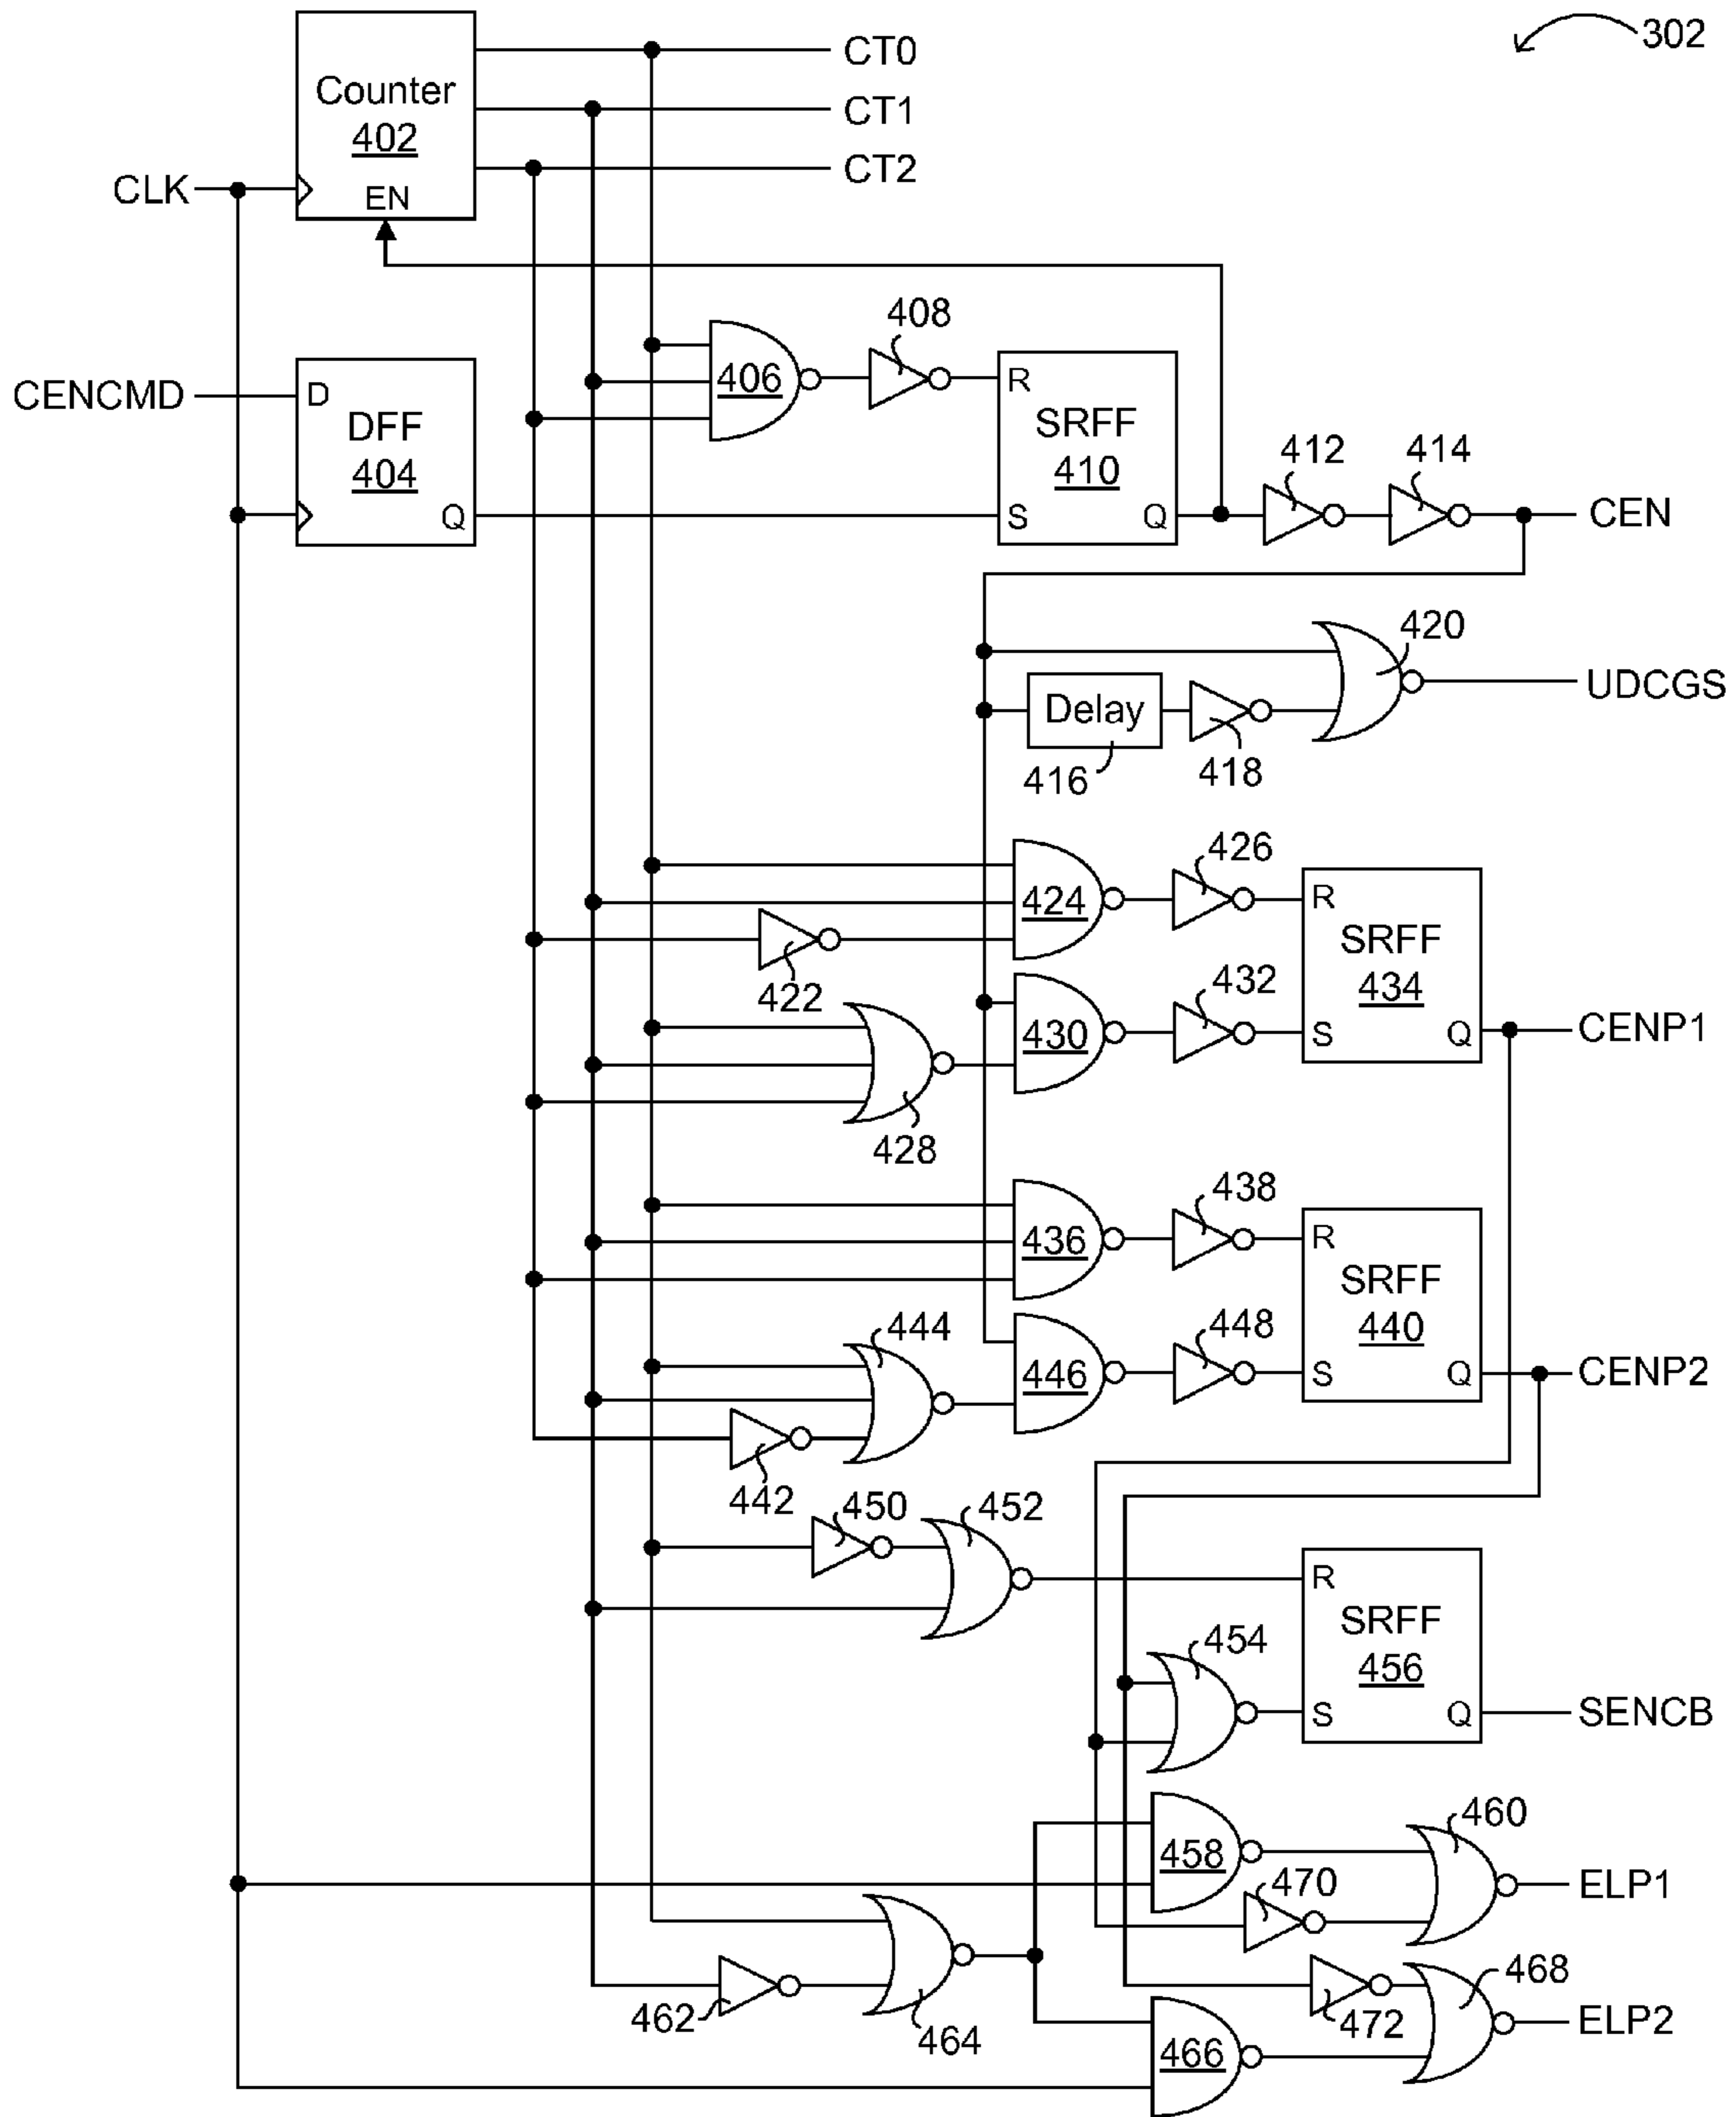 302
CT0
Counter
402
CT1
CT2
CLK
EN
408
CENCMD
D
406
R
DFF
404
SRFF
410
412
414
Q
S
Q
CEN
420
UDCGS
Delay
416
418
426
424
R
SRFF
434
422
432
430
S
Q
CENP1
428
438
436
R
SRFF
440
444
448
446
S
Q
CENP2
442
450
452
R
SRFF
456
454
S
Q
SENCB
460
458
470
ELP1
468
462
464
472
ELP2
466